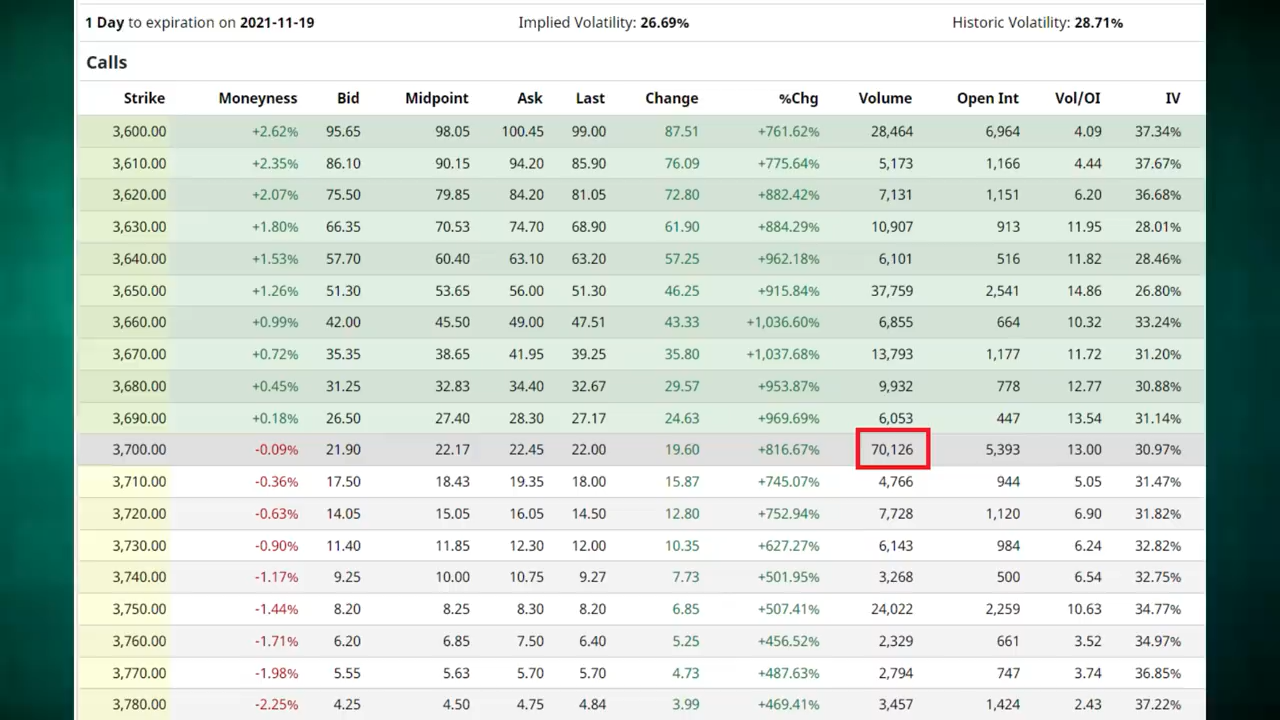 1 Day to expiration on 2021-11-19 Implied Volatility: 26.69% Historic Volatility: 28.71%
Calls
Strike Moneyness Bid Midpoint Ask Last Change %Chg Volume Open Int Vol/OI IV
3,600.00 +2.62% 95.65 98.05 100.45 99.00 87.51 +761.62% 28,464 6,964 4.09 37.34%
3,610.00 +2.35% 86.10 90.15 94.20 85.90 76.09 +775.64% 5,173 1,166 4.44 37.67%
3,620.00 +2.07% 75.50 79.85 84.20 81.05 72.80 +882.42% 7,131 1,151 6.20 36.68%
3,630.00 +1.80% 66.35 70.53 74.70 68.90 61.90 +884.29% 10,907 913 11.95 28.01%
3,640.00 +1.53% 57.70 60.40 63.10 63.20 57.25 +962.18% 6,101 516 11.82 28.46%
3,650.00 +1.26% 51.30 53.65 56.00 51.30 46.25 +915.84% 37,759 2,541 14.86 26.80%
3,660.00 +0.99% 42.00 45.50 49.00 47.51 43.33 +1,036.60% 6,855 664 10.32 33.24%
3,670.00 +0.72% 35.35 38.65 41.95 39.25 35.80 +1,037.68% 13,793 1,177 11.72 31.20%
3,680.00 +0.45% 31.25 32.83 34.40 32.67 29.57 +953.87% 9,932 778 12.77 30.88%
3,690.00 +0.18% 26.50 27.40 28.30 27.17 24.63 +969.69% 6,053 447 13.54 31.14%
3,700.00 -0.09% 21.90 22.17 22.45 22.00 19.60 +816.67% 70,126 5,393 13.00 30.97%
3,710.00 -0.36% 17.50 18.43 19.35 18.00 15.87 +745.07% 4,766 944 5.05 31.47%
3,720.00 -0.63% 14.05 15.05 16.05 14.50 12.80 +752.94% 7,728 1,120 6.90 31.82%
3,730.00 -0.90% 11.40 11.85 12.30 12.00 10.35 +627.27% 6,143 984 6.24 32.82%
3,740.00 -1.17% 9.25 10.00 10.75 9.27 7.73 +501.95% 3,268 500 6.54 32.75%
3,750.00 -1.44% 8.20 8.25 8.30 8.20 6.85 +507.41% 24,022 2,259 10.63 34.77%
3,760.00 -1.71% 6.20 6.85 7.50 6.40 5.25 +456.52% 2,329 661 3.52 34.97%
3,770.00 -1.98% 5.55 5.63 5.70 5.70 4.73 +487.63% 2,794 747 3.74 36.85%
3,780.00 -2.25% 4.25 4.50 4.75 4.84 3.99 +469.41% 3,457 1,424 2.43 37.22%